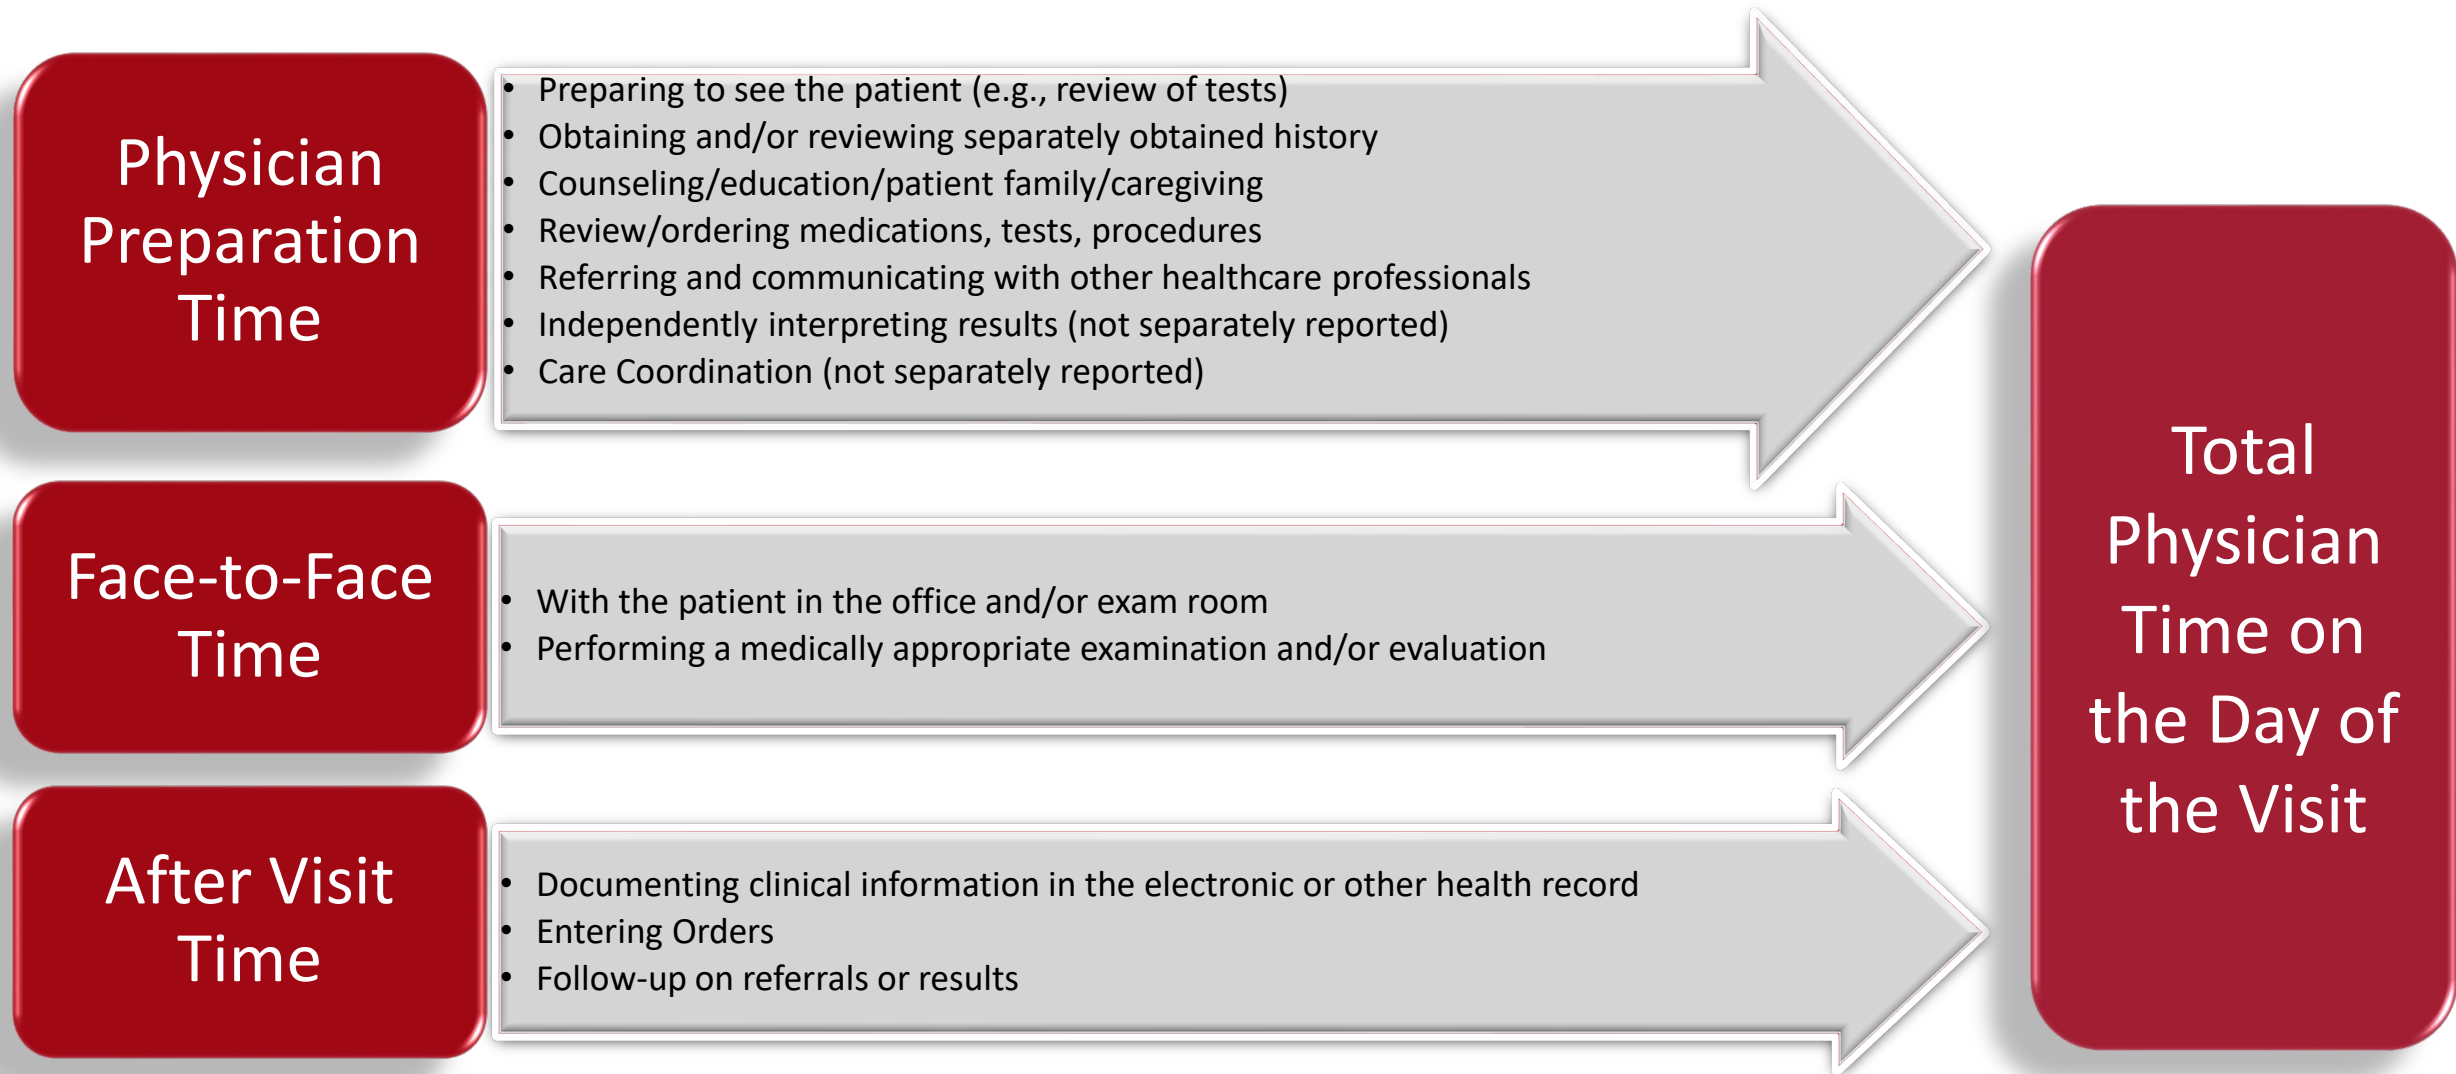 Physician
Preparation
Time
• Preparing to see the patient (e.g., review of tests)
• Obtaining and/or reviewing separately obtained history
• Counseling/education/patient family/caregiving
• Review/ordering medications, tests, procedures
• Referring and communicating with other healthcare professionals
• Independently interpreting results (not separately reported)
• Care Coordination (not separately reported)
Face-to-Face
Time
• With the patient in the office and/or exam room
• Performing a medically appropriate examination and/or evaluation
After Visit
Time
• Documenting clinical information in the electronic or other health record
• Entering Orders
• Follow-up on referrals or results
Total
Physician
Time on
the Day of
the Visit